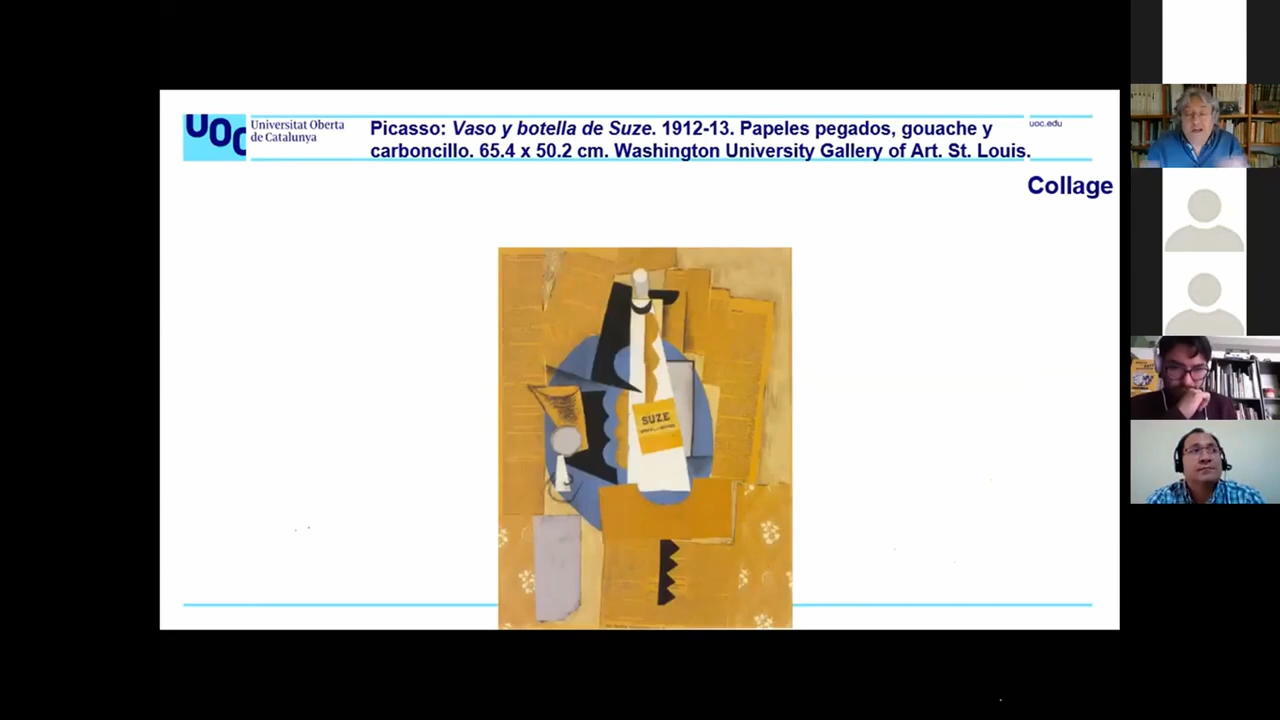 UOC
Universitat Oberta
de Catalunya
Picasso: Vaso y botella de Suze. 1912-13. Papeles pegados, gouache y
carboncillo. 65.4 x 50.2 cm. Washington University Gallery of Art. St. Louis.
uoc.edu
Collage
SUZE